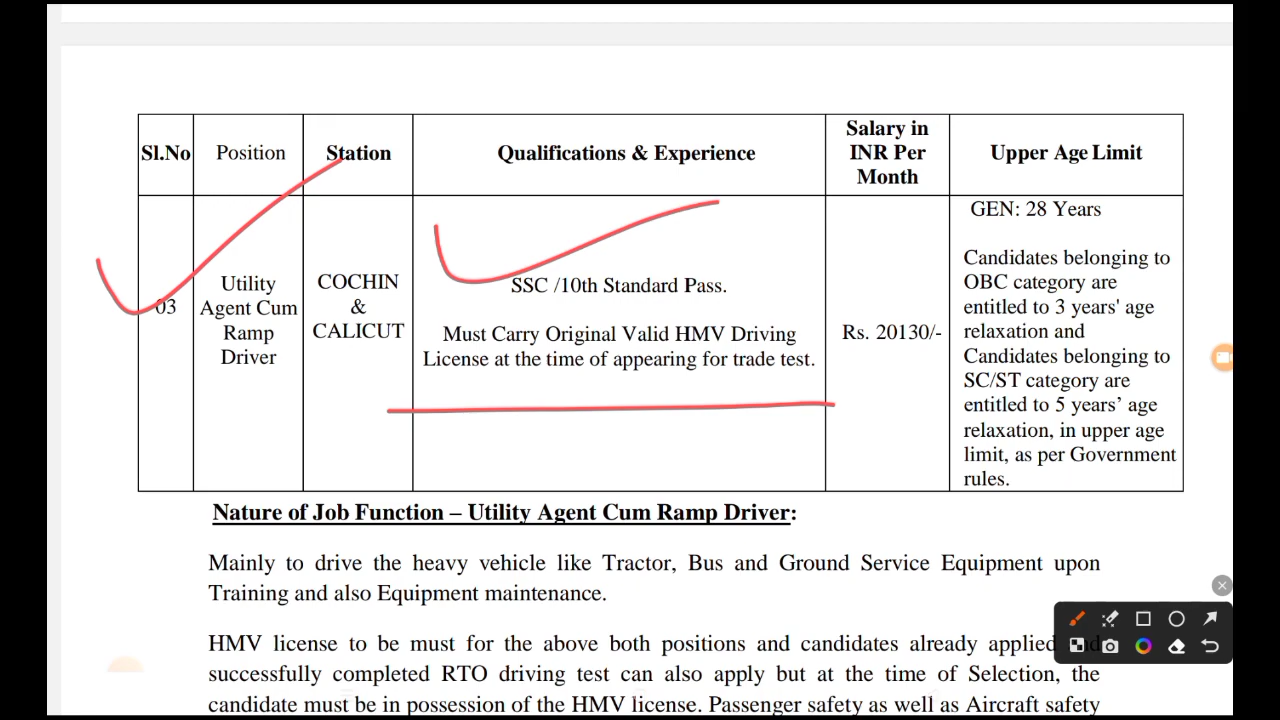 Sl.No Position Station Qualifications & Experience Salary in INR Per Month Upper Age Limit
03
Utility
Agent Cum
Ramp
Driver
COCHIN
&
CALICUT
SSC /10th Standard Pass.
Must Carry Original Valid HMV Driving
License at the time of appearing for trade test.
Rs. 20130/-
GEN: 28 Years
Candidates belonging to
OBC category are
entitled to 3 years' age
relaxation and
Candidates belonging to
SC/ST category are
entitled to 5 years’ age
relaxation, in upper age
limit, as per Government
rules.
Nature of Job Function – Utility Agent Cum Ramp Driver:
Mainly to drive the heavy vehicle like Tractor, Bus and Ground Service Equipment upon
Training and also Equipment maintenance.
HMV license to be must for the above both positions and candidates already applied and
successfully completed RTO driving test can also apply but at the time of Selection, the
candidate must be in possession of the HMV license. Passenger safety as well as Aircraft safety